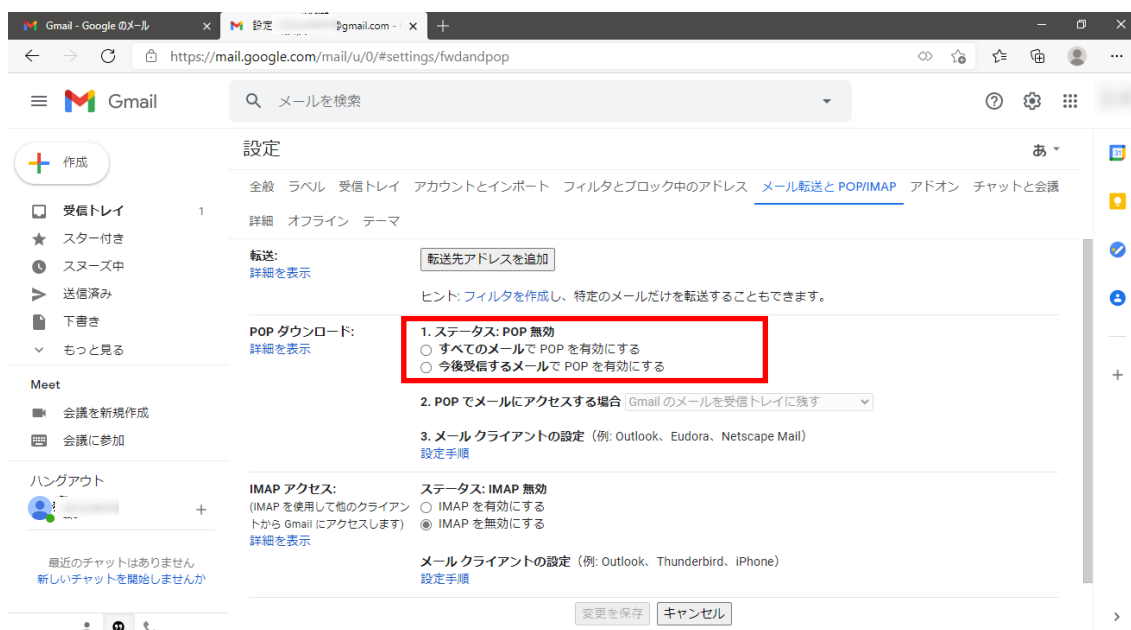 Gmail - Google のメール
設定
@gmail.com -
https://mail.google.com/mail/u/0/#settings/fwdandpop
Gmail
メールを検索
作成
受信トレイ 1
スター付き
スヌーズ中
送信済み
下書き
もっと見る
Meet
会議を新規作成
会議に参加
ハングアウト
最近のチャットはありません
新しいチャットを開始しませんか
設定
あ
全般 ラベル 受信トレイ アカウントとインポート フィルタとブロック中のアドレス メール転送と POP/IMAP アドオン チャットと会議
詳細 オフライン テーマ
転送:
詳細を表示
転送先アドレスを追加
ヒント: フィルタを作成し、特定のメールだけを転送することもできます。
POP ダウンロード:
詳細を表示
1. ステータス: POP 無効
すべてのメールで POP を有効にする
今後受信するメールで POP を有効にする
2. POP でメールにアクセスする場合 Gmail のメールを受信トレイに残す
3. メール クライアントの設定（例: Outlook、Eudora、Netscape Mail）
設定手順
IMAP アクセス:
(IMAP を使用して他のクライアン
トから Gmail にアクセスします)
詳細を表示
ステータス: IMAP 無効
IMAP を有効にする
IMAP を無効にする
メール クライアントの設定（例: Outlook、Thunderbird、iPhone）
設定手順
変更を保存 キャンセル
31